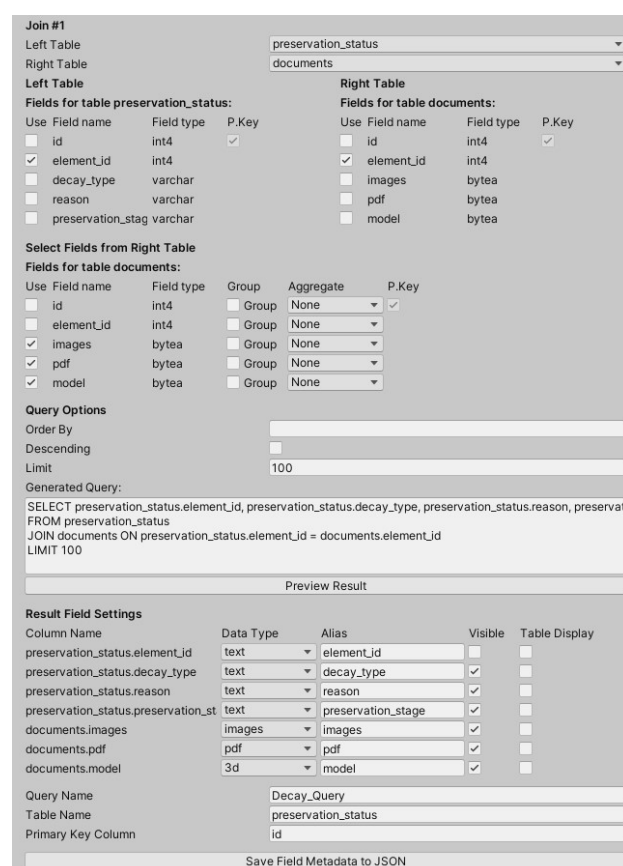 Join #1
Left Table preservation_status
Right Table documents
Left Table Right Table
Fields for table preservation_status: Fields for table documents:
Use Field name Field type P.Key Use Field name Field type P.Key
id int4 id int4
element_id int4 element_id int4
decay_type varchar images bytea
reason varchar pdf bytea
preservation_stag varchar model bytea
Select Fields from Right Table
Fields for table documents:
Use Field name Field type Group Aggregate P.Key
id int4 Group None
element_id int4 Group None
images bytea Group None
pdf bytea Group None
model bytea Group None
Query Options
Order By
Descending
Limit 100
Generated Query:
SELECT preservation_status.element_id, preservation_status.decay_type, preservation_status.reason, preservat
FROM preservation_status
JOIN documents ON preservation_status.element_id = documents.element_id
LIMIT 100
Preview Result
Result Field Settings
Column Name Data Type Alias Visible Table Display
preservation_status.element_id text element_id
preservation_status.decay_type text decay_type
preservation_status.reason text reason
preservation_status.preservation_st text preservation_stage
documents.images images images
documents.pdf pdf pdf
documents.model 3d model
Query Name Decay_Query
Table Name preservation_status
Primary Key Column id
Save Field Metadata to JSON